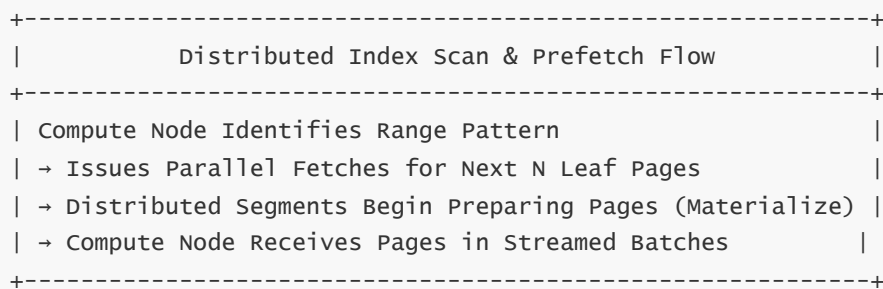 +-----------------------------------------------------------+
|           Distributed Index Scan & Prefetch Flow           |
+-----------------------------------------------------------+
| Compute Node Identifies Range Pattern                      |
| → Issues Parallel Fetches for Next N Leaf Pages            |
| → Distributed Segments Begin Preparing Pages (Materialize) |
| → Compute Node Receives Pages in Streamed Batches         |
+-----------------------------------------------------------+